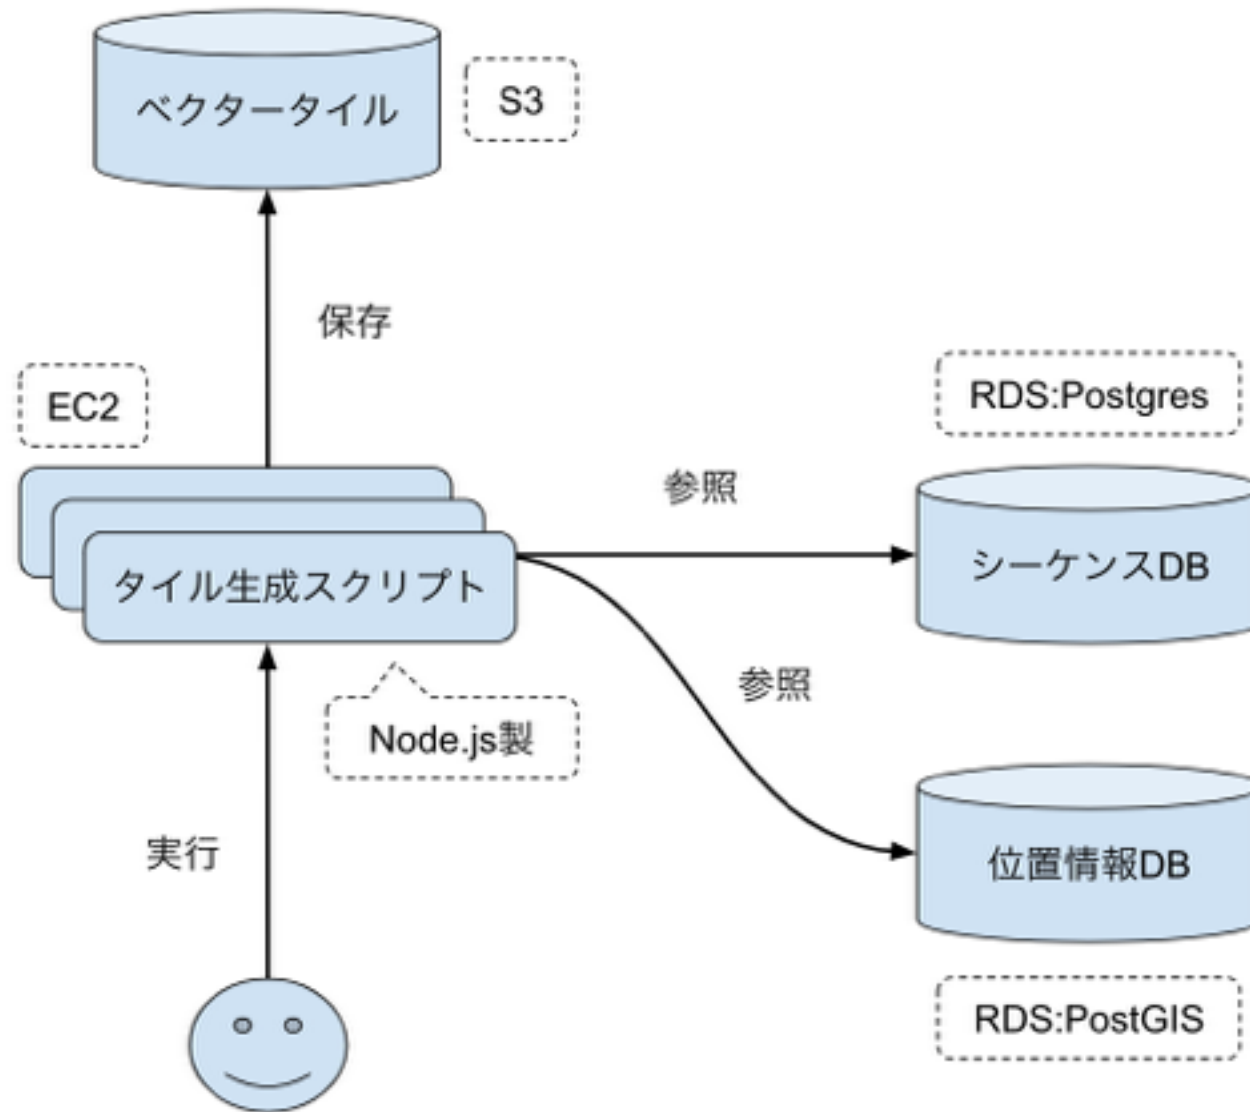 ベクタータイル
S3
保存
EC2
RDS:Postgres
参照
シーケンスDB
タイル生成スクリプト
参照
Node.js製
実行
位置情報DB
RDS:PostGIS